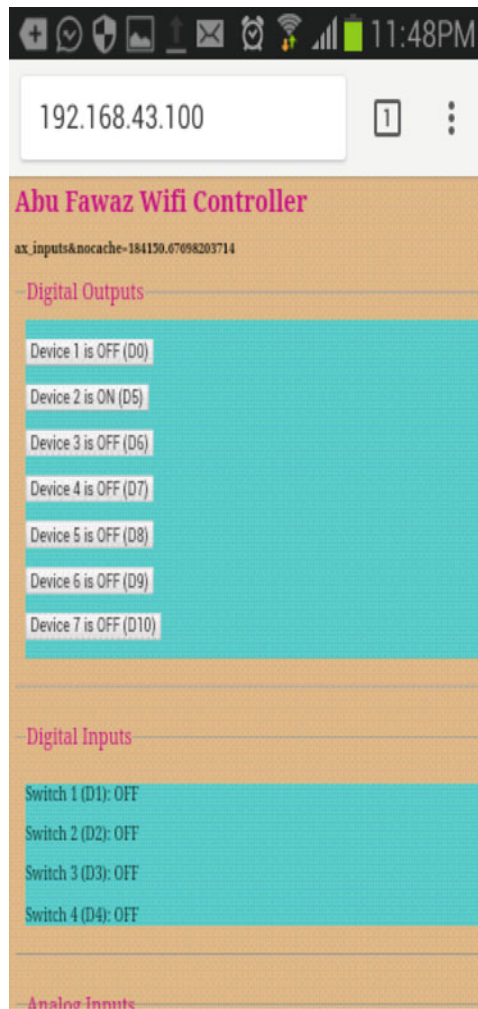 11:48PM
192.168.43.100
1
Abu Fawaz Wifi Controller
ax_inputs&nocache=184150.67698203714
Digital Outputs
Device 1 is OFF (D0)
Device 2 is ON (D5)
Device 3 is OFF (D6)
Device 4 is OFF (D7)
Device 5 is OFF (D8)
Device 6 is OFF (D9)
Device 7 is OFF (D10)
Digital Inputs
Switch 1 (D1): OFF
Switch 2 (D2): OFF
Switch 3 (D3): OFF
Switch 4 (D4): OFF
Analog Inputs